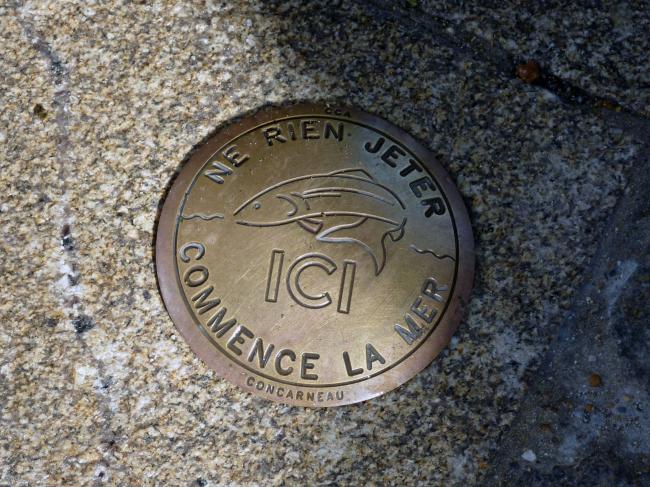 NE RIEN JETER
ICI
COMMENCE LA MER
CONCARNEAU